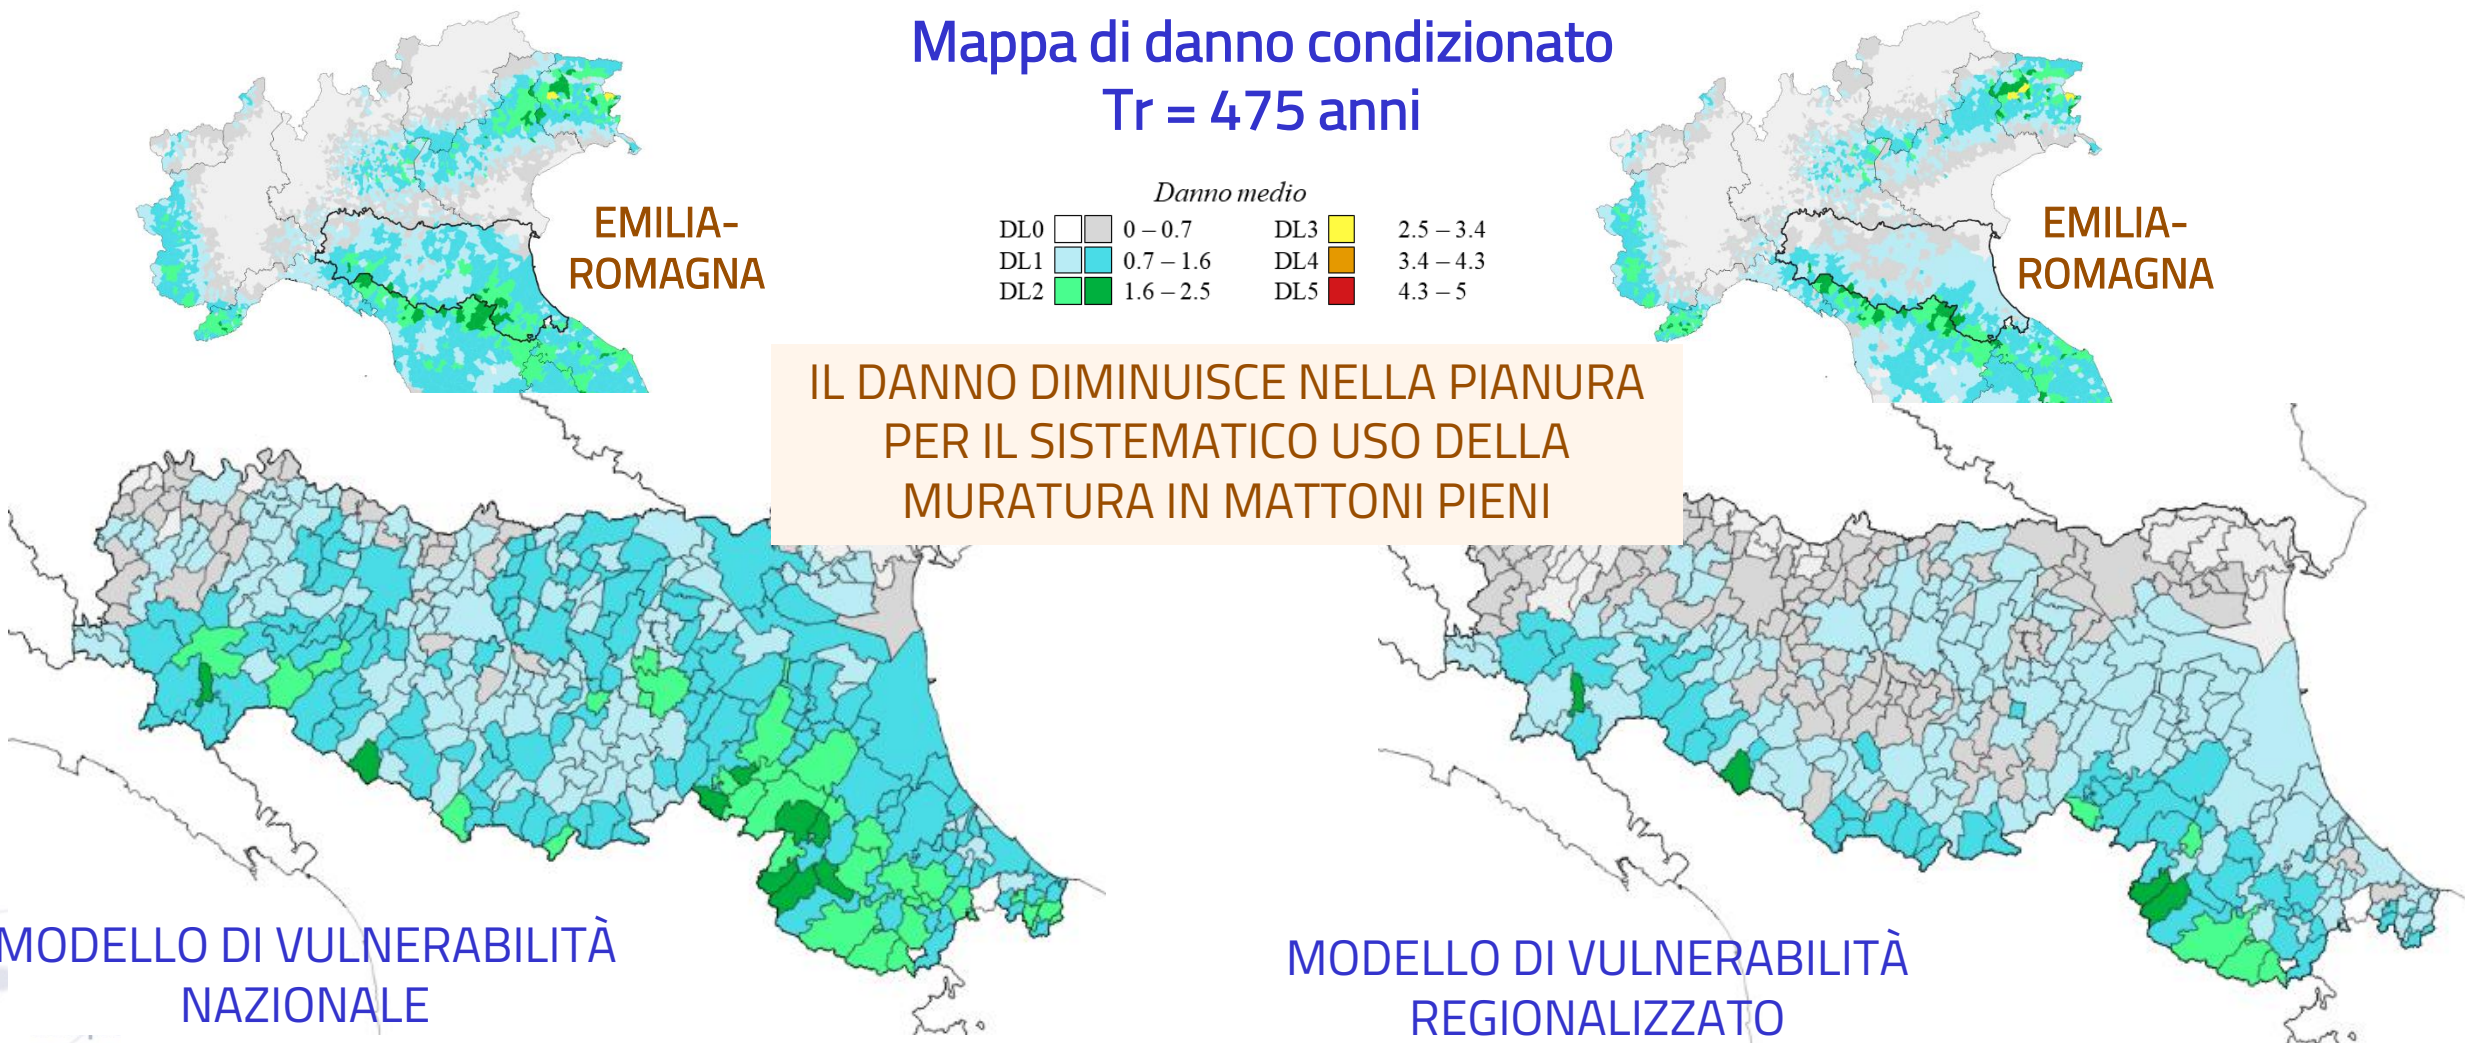 Mappa di danno condizionato
Tr = 475 anni
EMILIA-
ROMAGNA
Danno medio
DL0 0 – 0.7 DL3 2.5 – 3.4
DL1 0.7 – 1.6 DL4 3.4 – 4.3
DL2 1.6 – 2.5 DL5 4.3 – 5
EMILIA-
ROMAGNA
IL DANNO DIMINUISCE NELLA PIANURA
PER IL SISTEMATICO USO DELLA
MURATURA IN MATTONI PIENI
MODELLO DI VULNERABILITÀ
NAZIONALE
MODELLO DI VULNERABILITÀ
REGIONALIZZATO